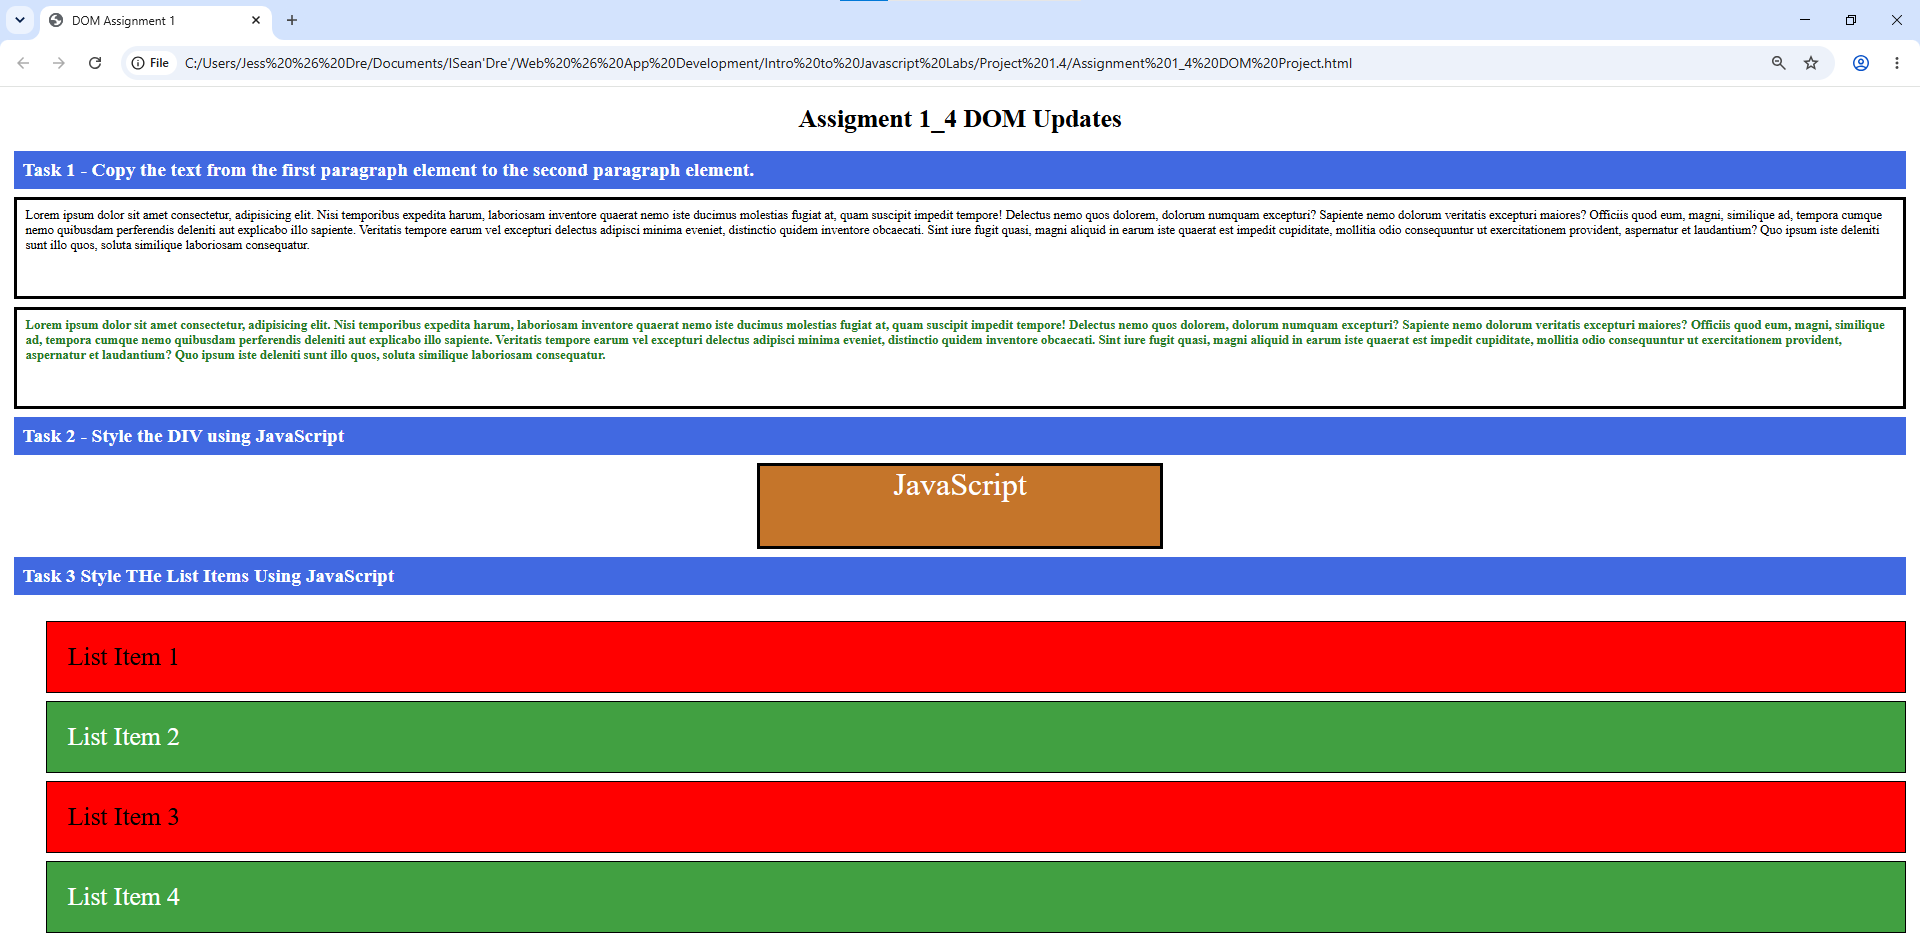 DOM Assignment 1
File
C:/Users/Jess%20%26%20Dre/Documents/ISean'Dre'/Web%20%26%20App%20Development/Intro%20to%20Javascript%20Labs/Project%201.4/Assignment%201_4%20DOM%20Project.html
Assigment 1_4 DOM Updates
Task 1 - Copy the text from the first paragraph element to the second paragraph element.
Lorem ipsum dolor sit amet consectetur, adipisicing elit. Nisi temporibus expedita harum, laboriosam inventore quaerat nemo iste ducimus molestias fugiat at, quam suscipit impedit tempore! Delectus nemo quos dolorem, dolorum numquam excepturi? Sapiente nemo dolorum veritatis excepturi maiores? Officiis quod eum, magni, similique ad, tempora cumque
nemo quibusdam perferendis deleniti aut explicabo illo sapiente. Veritatis tempore earum vel excepturi delectus adipisci minima eveniet, distinctio quidem inventore obcaecati. Sint iure fugit quasi, magni aliquid in earum iste quaerat est impedit cupiditate, mollitia odio consequuntur ut exercitationem provident, aspernatur et laudantium? Quo ipsum iste deleniti
sunt illo quos, soluta similique laboriosam consequatur.
Lorem ipsum dolor sit amet consectetur, adipisicing elit. Nisi temporibus expedita harum, laboriosam inventore quaerat nemo iste ducimus molestias fugiat at, quam suscipit impedit tempore! Delectus nemo quos dolorem, dolorum numquam excepturi? Sapiente nemo dolorum veritatis excepturi maiores? Officiis quod eum, magni, similique
ad, tempora cumque nemo quibusdam perferendis deleniti aut explicabo illo sapiente. Veritatis tempore earum vel excepturi delectus adipisci minima eveniet, distinctio quidem inventore obcaecati. Sint iure fugit quasi, magni aliquid in earum iste quaerat est impedit cupiditate, mollitia odio consequuntur ut exercitationem provident,
aspernatur et laudantium? Quo ipsum iste deleniti sunt illo quos, soluta similique laboriosam consequatur.
Task 2 - Style the DIV using JavaScript
JavaScript
Task 3 Style THe List Items Using JavaScript
List Item 1
List Item 2
List Item 3
List Item 4